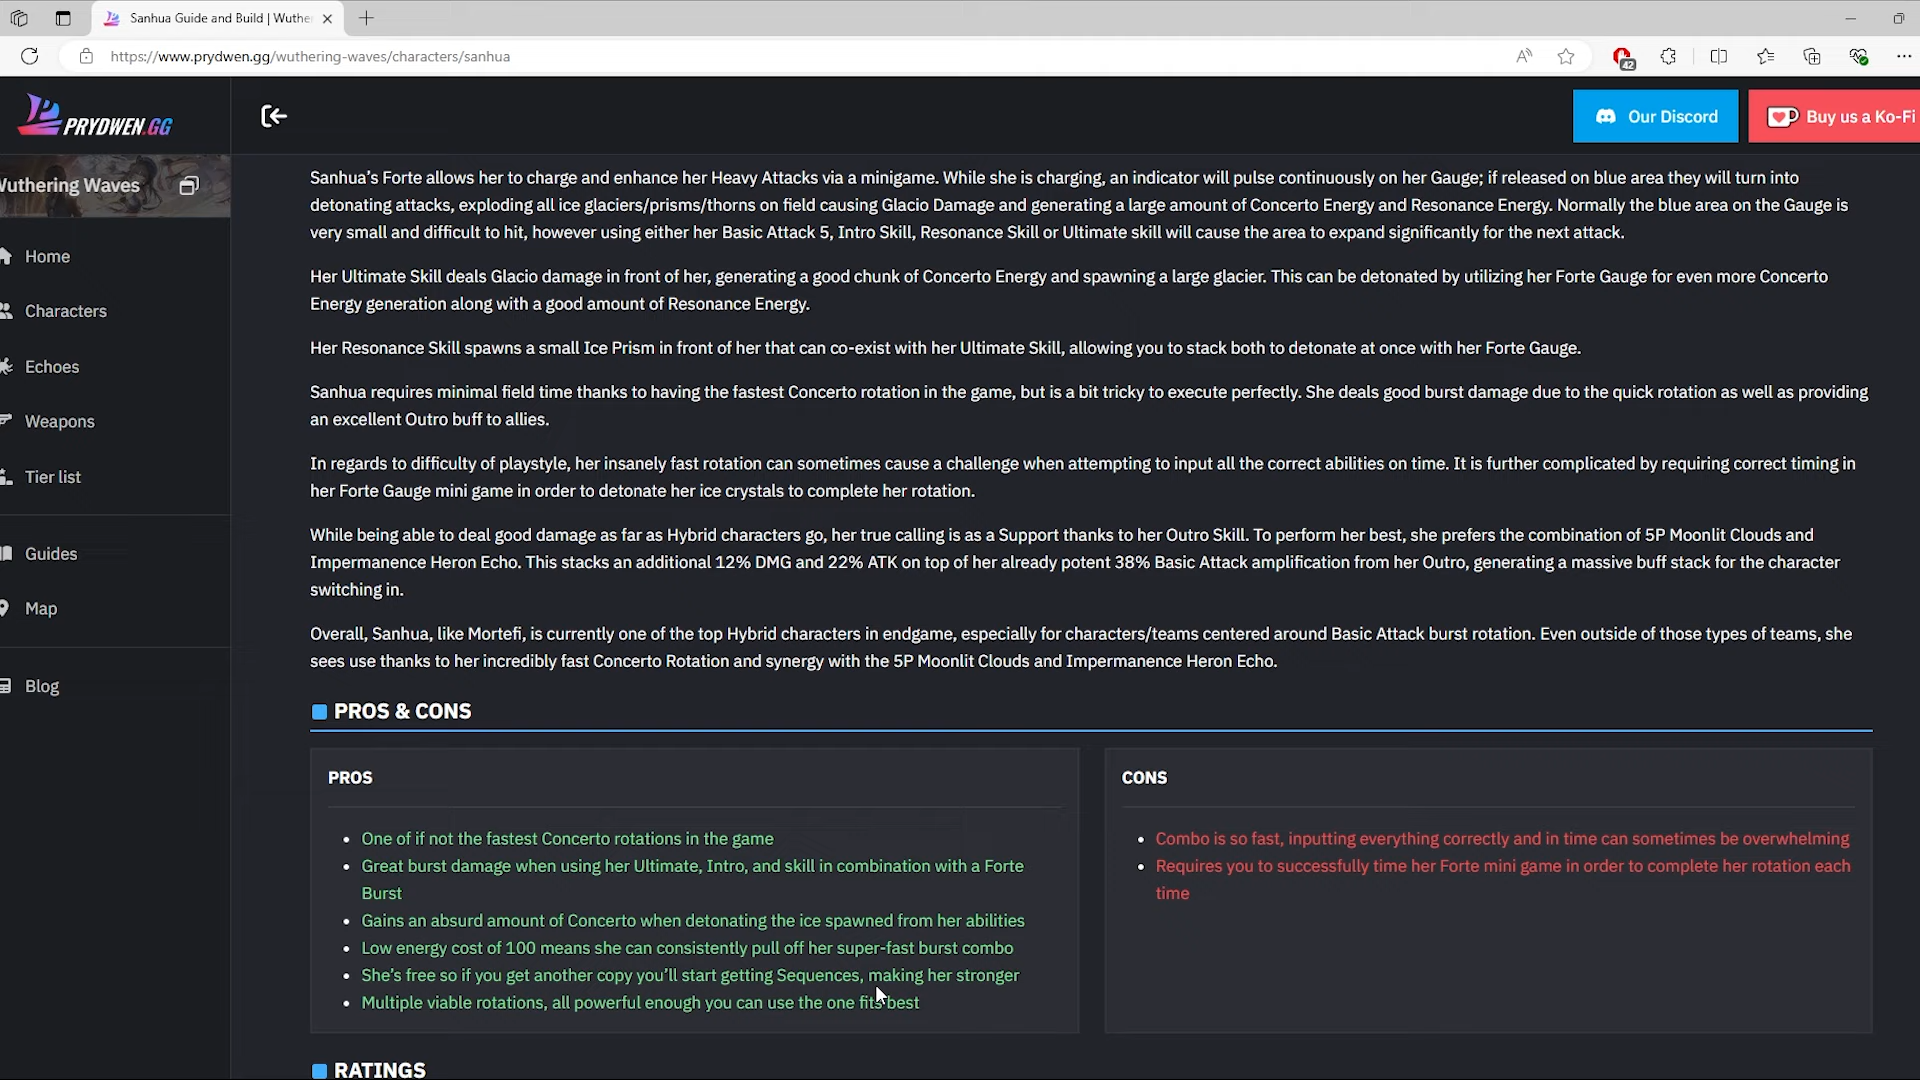 Sanhua Guide and Build | Wuthe
https://www.prydwen.gg/wuthering-waves/characters/sanhua
42
PRYDWEN.GG
Our Discord
Buy us a Ko-Fi
Wuthering Waves
Home
Characters
Echoes
Weapons
Tier list
Guides
Map
Blog
Sanhua’s Forte allows her to charge and enhance her Heavy Attacks via a minigame. While she is charging, an indicator will pulse continuously on her Gauge; if released on blue area they will turn into
detonating attacks, exploding all ice glaciers/prisms/thorns on field causing Glacio Damage and generating a large amount of Concerto Energy and Resonance Energy. Normally the blue area on the Gauge is
very small and difficult to hit, however using either her Basic Attack 5, Intro Skill, Resonance Skill or Ultimate skill will cause the area to expand significantly for the next attack.
Her Ultimate Skill deals Glacio damage in front of her, generating a good chunk of Concerto Energy and spawning a large glacier. This can be detonated by utilizing her Forte Gauge for even more Concerto
Energy generation along with a good amount of Resonance Energy.
Her Resonance Skill spawns a small Ice Prism in front of her that can co-exist with her Ultimate Skill, allowing you to stack both to detonate at once with her Forte Gauge.
Sanhua requires minimal field time thanks to having the fastest Concerto rotation in the game, but is a bit tricky to execute perfectly. She deals good burst damage due to the quick rotation as well as providing
an excellent Outro buff to allies.
In regards to difficulty of playstyle, her insanely fast rotation can sometimes cause a challenge when attempting to input all the correct abilities on time. It is further complicated by requiring correct timing in
her Forte Gauge mini game in order to detonate her ice crystals to complete her rotation.
While being able to deal good damage as far as Hybrid characters go, her true calling is as a Support thanks to her Outro Skill. To perform her best, she prefers the combination of 5P Moonlit Clouds and
Impermanence Heron Echo. This stacks an additional 12% DMG and 22% ATK on top of her already potent 38% Basic Attack amplification from her Outro, generating a massive buff stack for the character
switching in.
Overall, Sanhua, like Mortefi, is currently one of the top Hybrid characters in endgame, especially for characters/teams centered around Basic Attack burst rotation. Even outside of those types of teams, she
sees use thanks to her incredibly fast Concerto Rotation and synergy with the 5P Moonlit Clouds and Impermanence Heron Echo.
PROS & CONS
PROS
One of if not the fastest Concerto rotations in the game
Great burst damage when using her Ultimate, Intro, and skill in combination with a Forte
Burst
Gains an absurd amount of Concerto when detonating the ice spawned from her abilities
Low energy cost of 100 means she can consistently pull off her super-fast burst combo
She’s free so if you get another copy you’ll start getting Sequences, making her stronger
Multiple viable rotations, all powerful enough you can use the one fits best
CONS
Combo is so fast, inputting everything correctly and in time can sometimes be overwhelming
Requires you to successfully time her Forte mini game in order to complete her rotation each
time
RATINGS